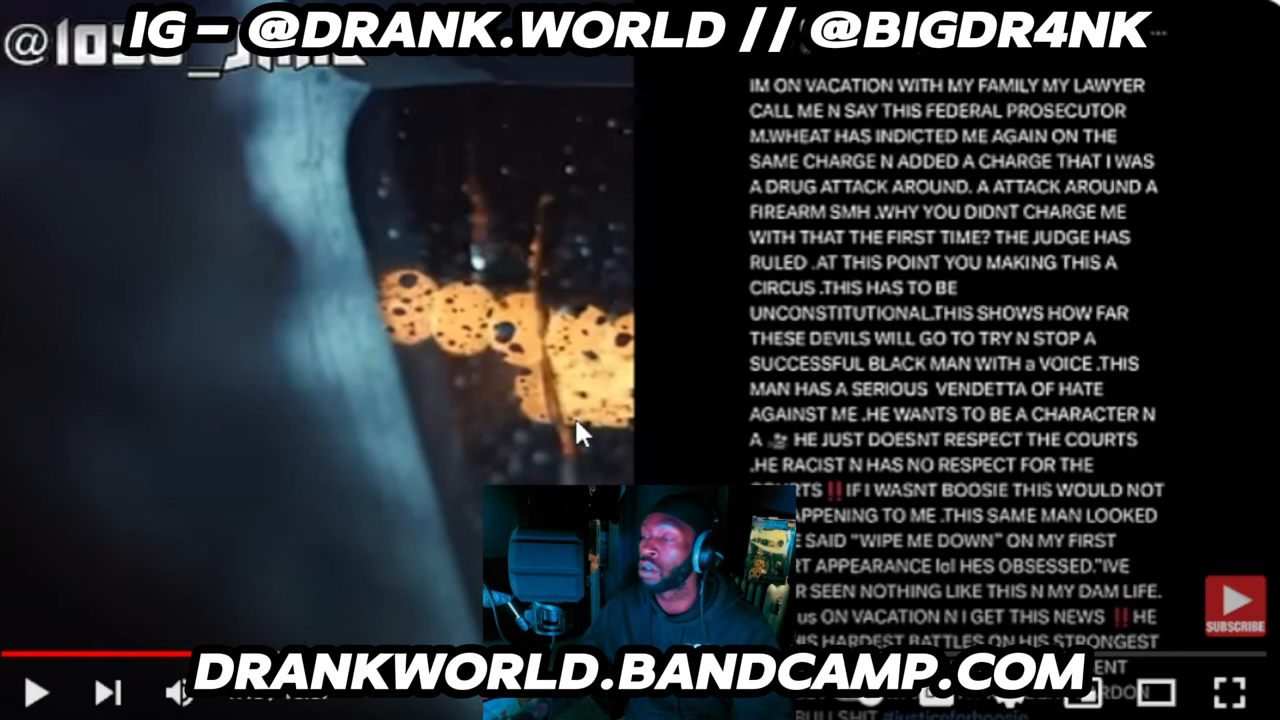 IG – @DRANK.WORLD // @BIGDR4NK
IM ON VACATION WITH MY FAMILY MY LAWYER
CALL ME N SAY THIS FEDERAL PROSECUTOR
M.WHEAT HAS INDICTED ME AGAIN ON THE
SAME CHARGE N ADDED A CHARGE THAT I WAS
A DRUG ATTACK AROUND. A ATTACK AROUND A
FIREARM SMH .WHY YOU DIDNT CHARGE ME
WITH THAT THE FIRST TIME? THE JUDGE HAS
RULED .AT THIS POINT YOU MAKING THIS A
CIRCUS .THIS HAS TO BE
UNCONSTITUTIONAL.THIS SHOWS HOW FAR
THESE DEVILS WILL GO TO TRY N STOP A
SUCCESSFUL BLACK MAN WITH a VOICE .THIS
MAN HAS A SERIOUS VENDETTA OF HATE
AGAINST ME .HE WANTS TO BE A CHARACTER N
A 🎥 HE JUST DOESNT RESPECT THE COURTS
.HE RACIST N HAS NO RESPECT FOR THE
‼️IF I WASNT BOOSIE THIS WOULD NOT
TO ME .THIS SAME MAN LOOKED
SAID "WIPE ME DOWN" ON MY FIRST
APPEARANCE lol HES OBSESSED."IVE
SEEN NOTHING LIKE THIS N MY DAM LIFE.
us ON VACATION N I GET THIS NEWS ‼️HE
HARDEST BATTLES ON HIS STRONGEST
SUBSCRIBE
DRANKWORLD.BANDCAMP.COM
#justiceforboosie